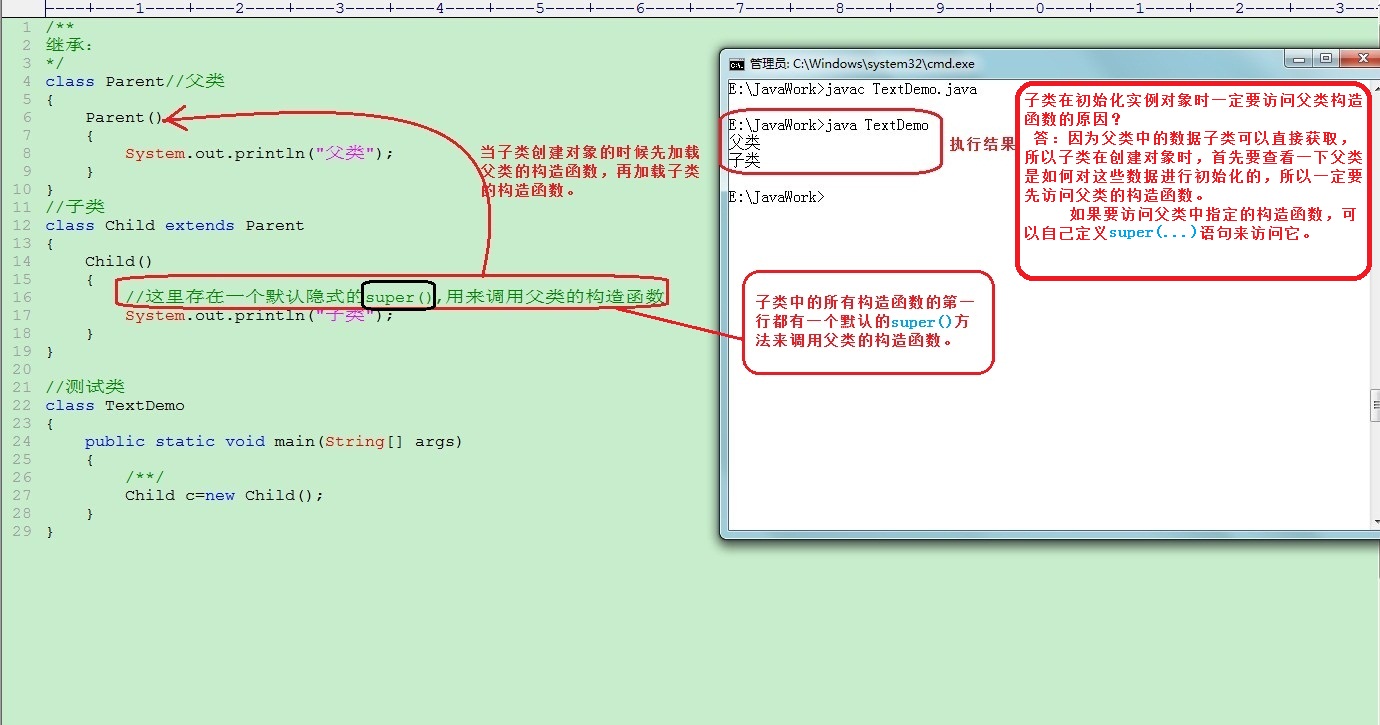 ----+----1----+----2----+----3----+----4----+----5----+----6----+----7----+----8----+----9----+----0----+----1----+----2----+----3---
1 /**
2 继承:
3 */
4 class Parent//父类
5 {
6 Parent()
7 {
8 System.out.println("父类");
9 }
10 }
11 //子类
12 class Child extends Parent
13 {
14 Child()
15 {
16 //这里存在一个默认隐式的super(),用来调用父类的构造函数
17 System.out.println("子类");
18 }
19 }
20
21 //测试类
22 class TextDemo
23 {
24 public static void main(String[] args)
25 {
26 /**/
27 Child c=new Child();
28 }
29 }
当子类创建对象的时候先加载
父类的构造函数，再加载子类
的构造函数。
管理员: C:\Windows\system32\cmd.exe
E:\JavaWork>javac TextDemo.java
E:\JavaWork>java TextDemo
父类
子类
E:\JavaWork>
执行结果
子类在初始化实例对象时一定要访问父类构造
函数的原因？
答：因为父类中的数据子类可以直接获取，
所以子类在创建对象时，首先要查看一下父类
是如何对这些数据进行初始化的，所以一定要
先访问父类的构造函数。
如果要访问父类中指定的构造函数，可
以自己定义super(...)语句来访问它。
子类中的所有构造函数的第一
行都有一个默认的super()方
法来调用父类的构造函数。